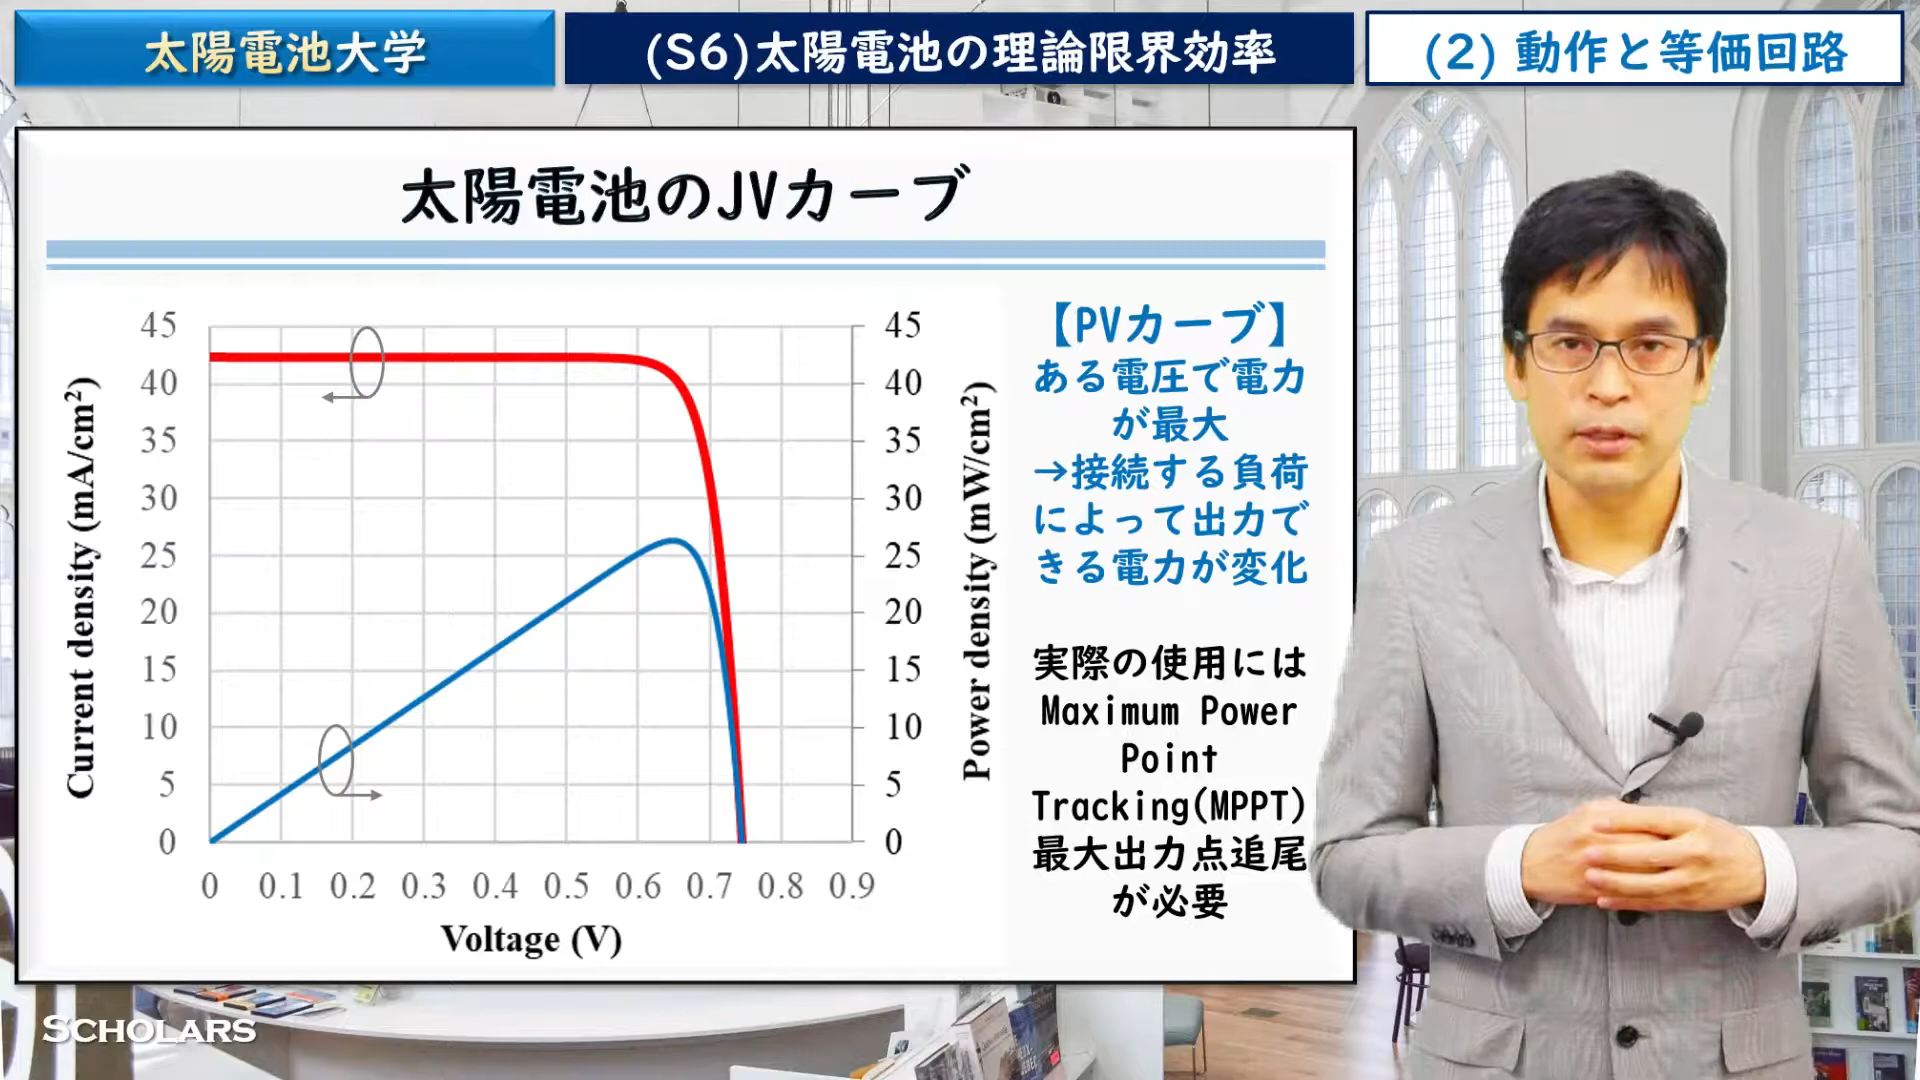 太陽電池大学
(S6)太陽電池の理論限界効率
(2) 動作と等価回路
太陽電池のJVカーブ
45
40
35
30
25
20
15
10
5
0
Current density (mA/cm²)
45
40
35
30
25
20
15
10
5
0
Power density (mW/cm²)
0 0.1 0.2 0.3 0.4 0.5 0.6 0.7 0.8 0.9
Voltage (V)
【PVカーブ】
ある電圧で電力
が最大
→接続する負荷
によって出力で
きる電力が変化
実際の使用には
Maximum Power
Point
Tracking(MPPT)
最大出力点追尾
が必要
SCHOLARS